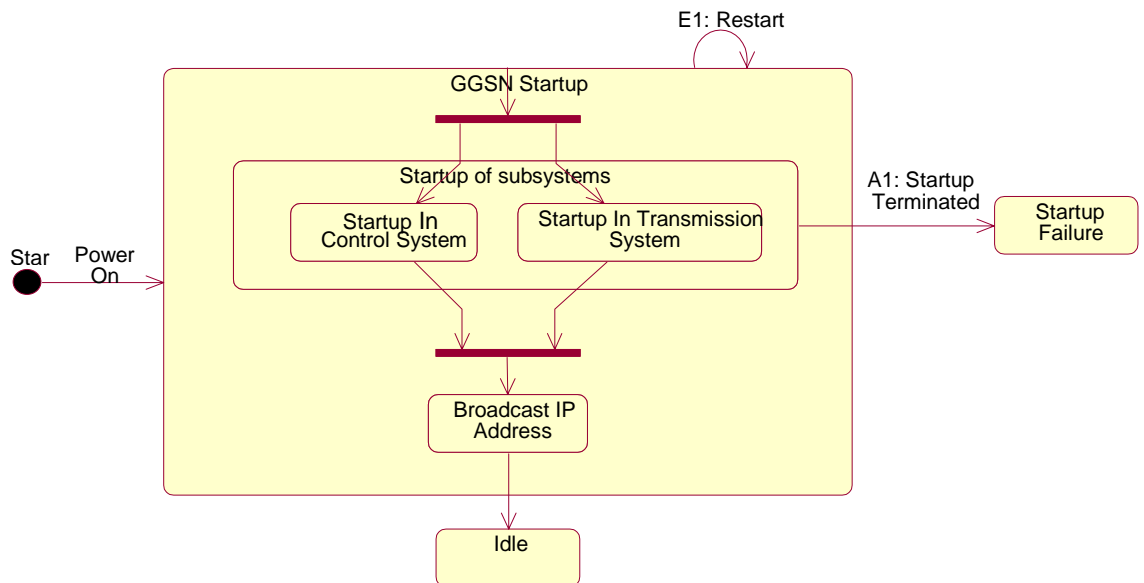 E1: Restart
GGSN Startup
Startup of subsystems
A1: Startup
Terminated
Startup In
Control System
Startup In Transmission
System
Startup
Failure
Star
Power
On
Broadcast IP
Address
Idle